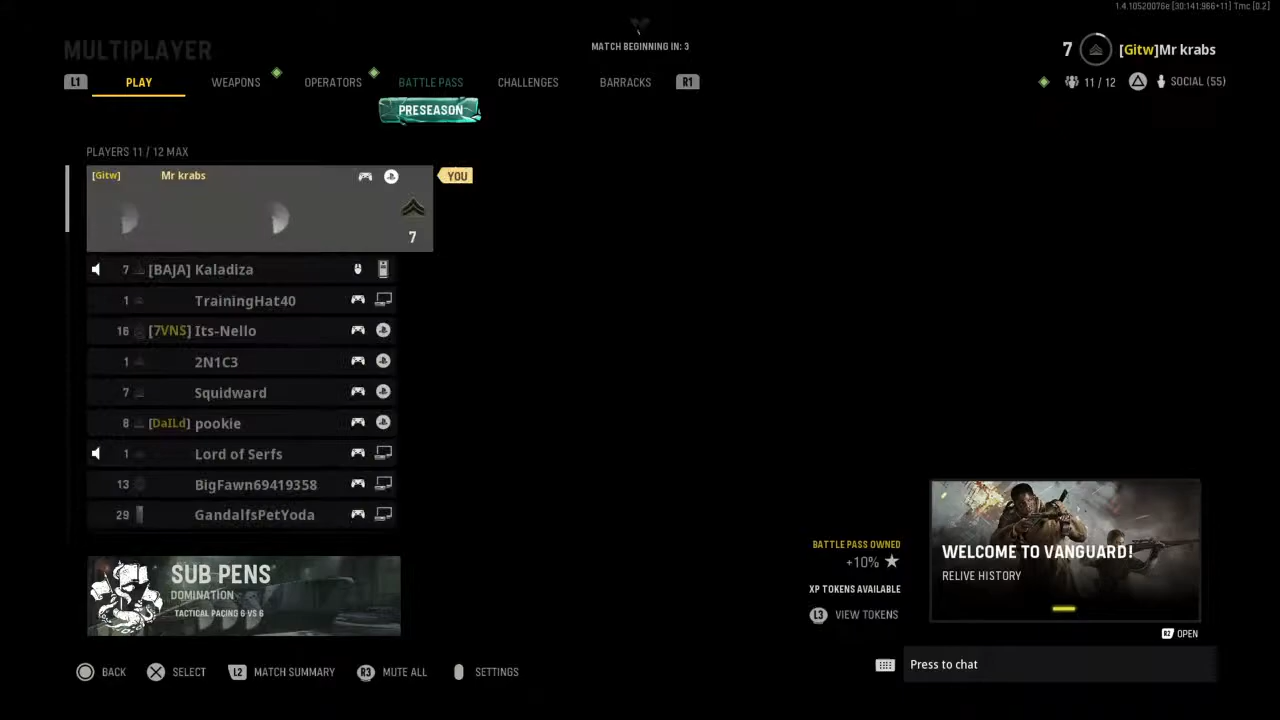 1.4.10520076e [30:141:966+11] Tmc [0.2]
MULTIPLAYER
MATCH BEGINNING IN: 3
7 [Gitw]Mr krabs
L1 PLAY WEAPONS OPERATORS BATTLE PASS CHALLENGES BARRACKS R1
11 / 12 SOCIAL (55)
PRESEASON
PLAYERS 11 / 12 MAX
[Gitw] Mr krabs
YOU
7
7 [BAJA] Kaladiza
1 TrainingHat40
16 [7VNS] Its-Nello
1 2N1C3
7 Squidward
8 [DaILd] pookie
1 Lord of Serfs
13 BigFawn69419358
29 GandalfsPetYoda
SUB PENS
DOMINATION
TACTICAL PACING 6 VS 6
BATTLE PASS OWNED
+10%
XP TOKENS AVAILABLE
L3 VIEW TOKENS
WELCOME TO VANGUARD!
RELIVE HISTORY
R2 OPEN
BACK SELECT L2 MATCH SUMMARY R3 MUTE ALL SETTINGS
Press to chat